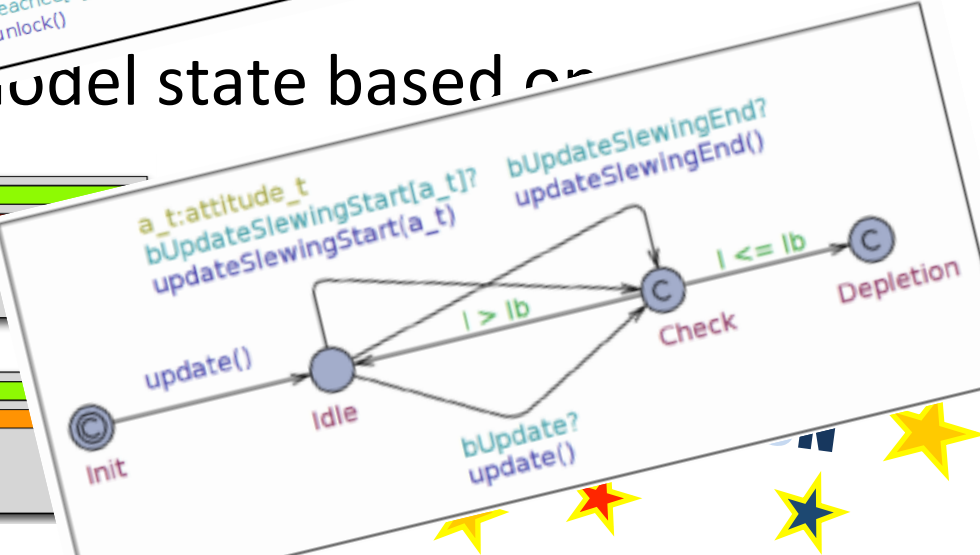 unlock()
model state based on
a_t:attitude_t
bUpdateSlewingStart[a_t]?
updateSlewingStart(a_t)
bUpdateSlewingEnd?
updateSlewingEnd()
l <= lb
C
Depletion
l > lb
C
Check
update()
Idle
C
Init
bUpdate?
update()